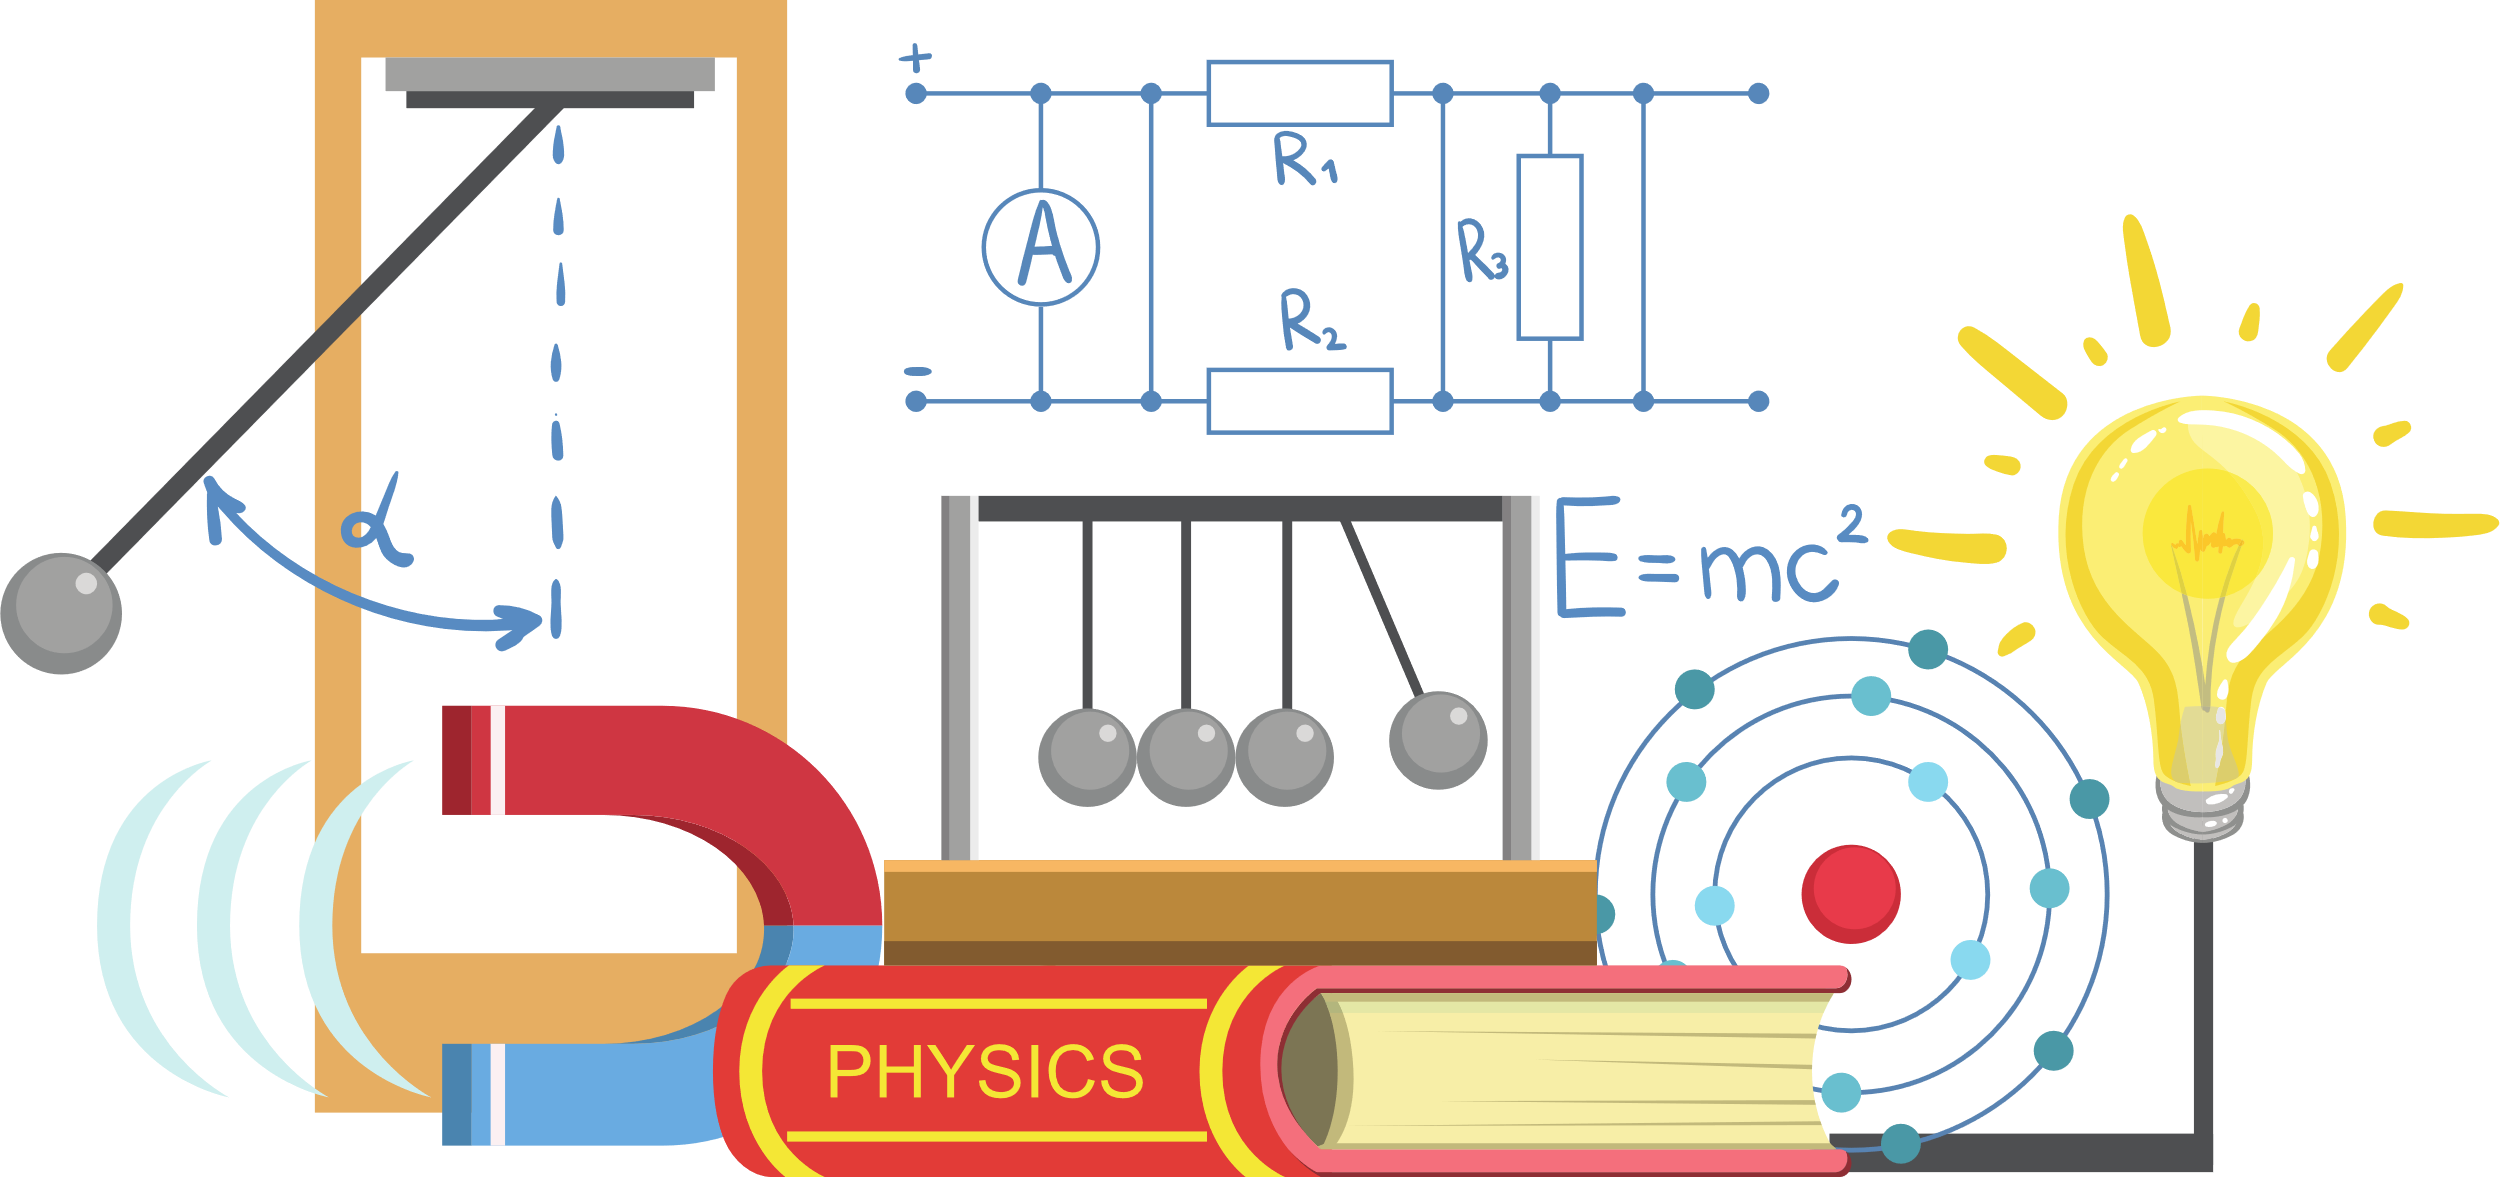 +
A
R1
R2
R3
-
α
E=mc2
PHYSICS